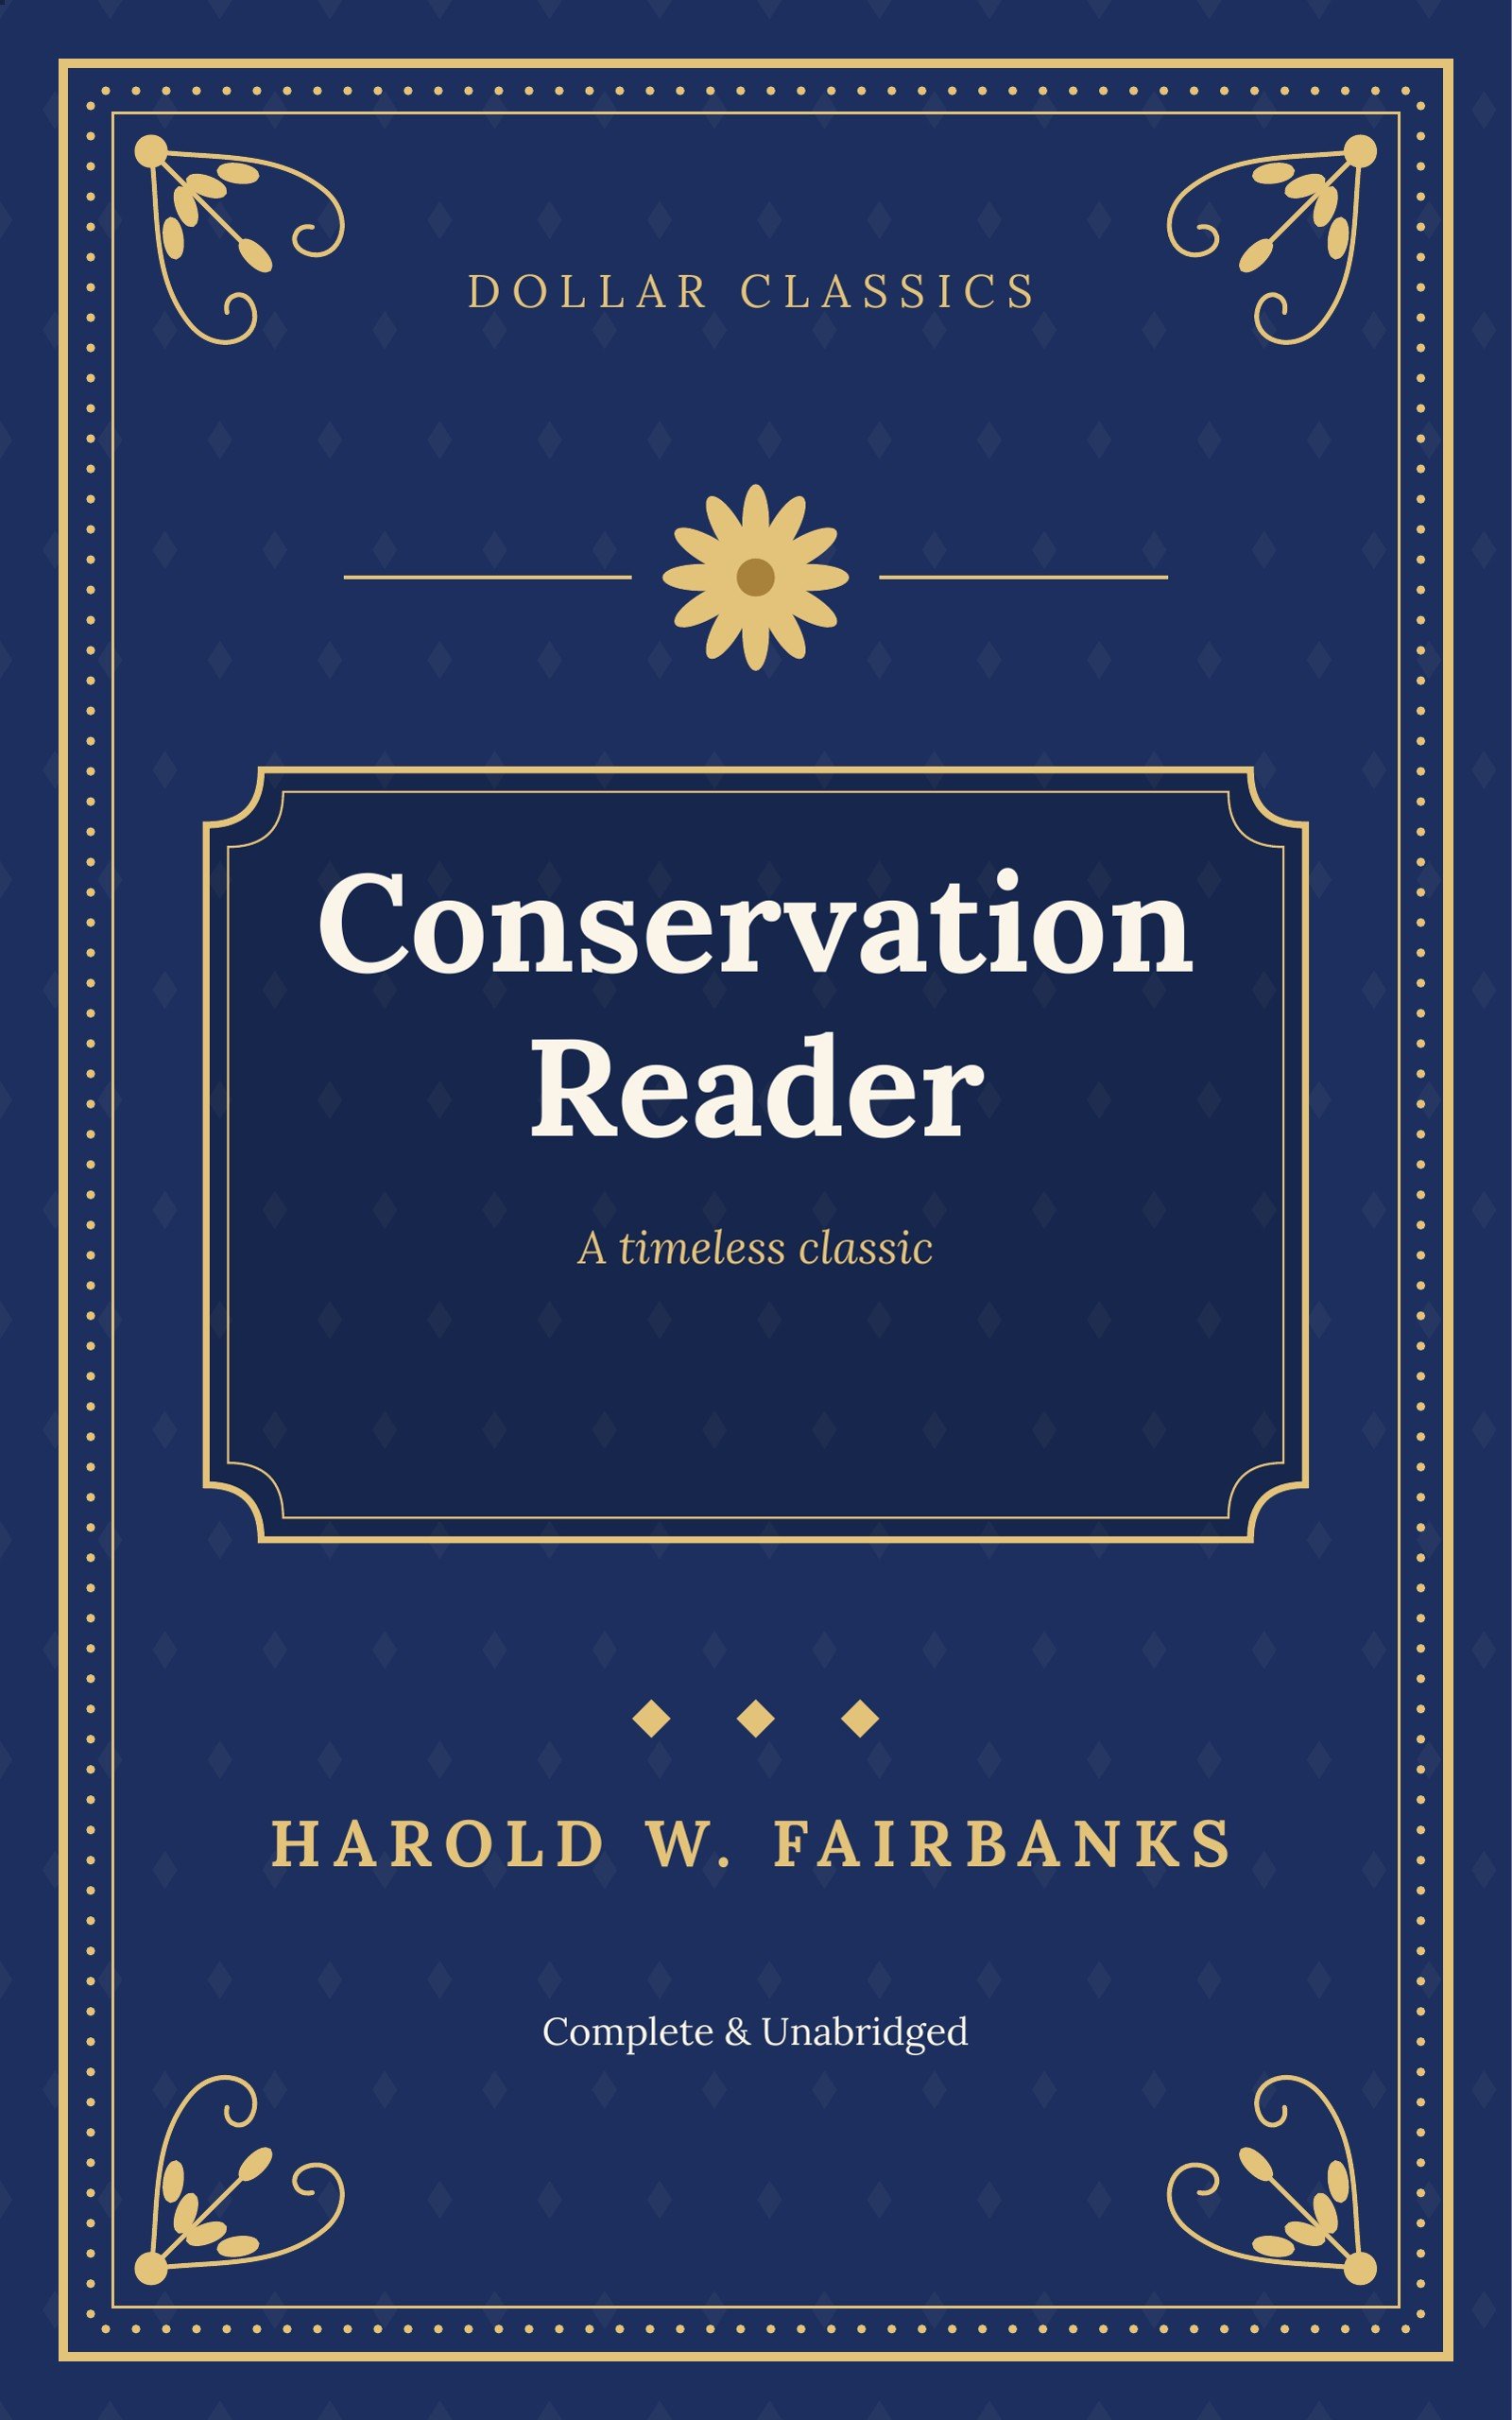 DOLLAR CLASSICS
Conservation
Reader
A timeless classic
HAROLD W. FAIRBANKS
Complete & Unabridged